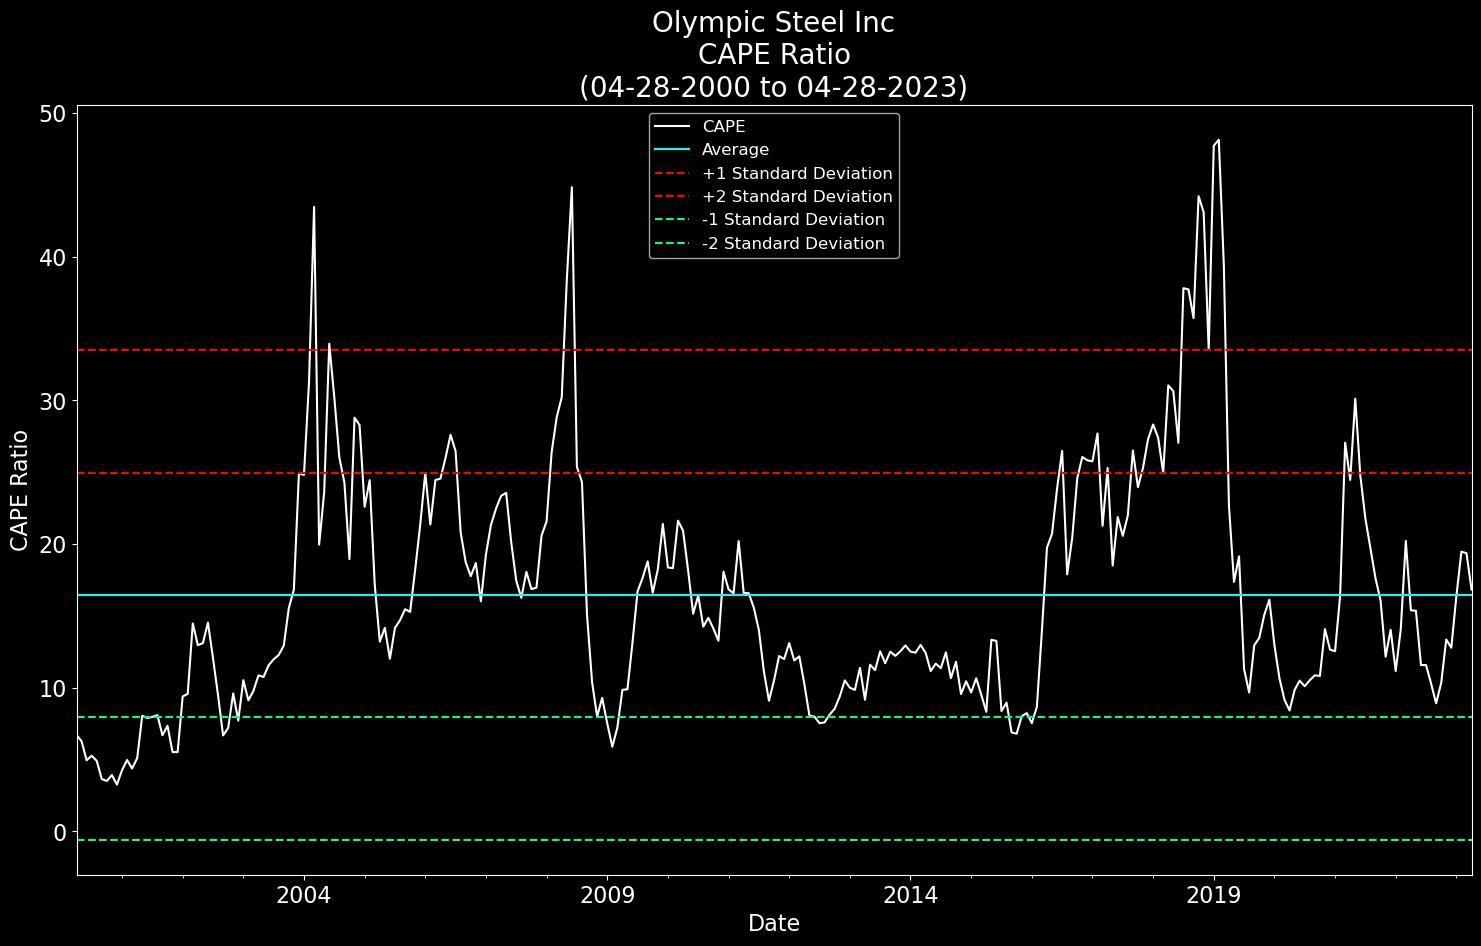 Olympic Steel Inc
CAPE Ratio
(04-28-2000 to 04-28-2023)
CAPE
Average
+1 Standard Deviation
+2 Standard Deviation
-1 Standard Deviation
-2 Standard Deviation
50
40
30
20
10
0
CAPE Ratio
2004 2009 2014 2019
Date